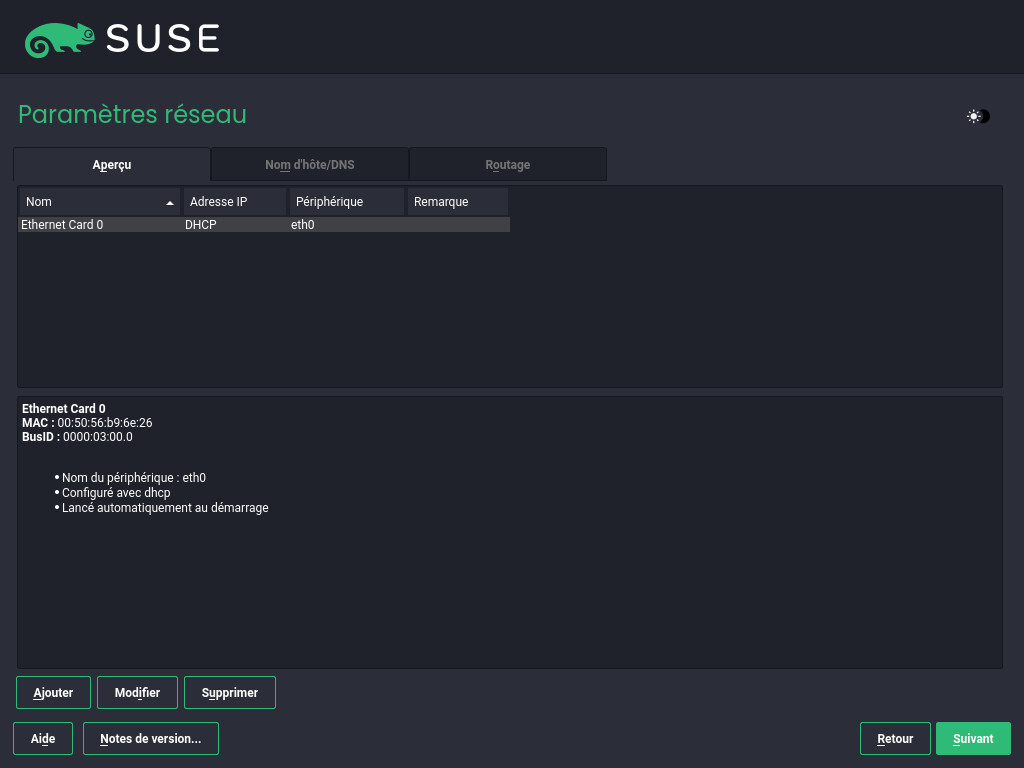 SUSE
Paramètres réseau
Aperçu Nom d'hôte/DNS Routage
Nom Adresse IP Périphérique Remarque
Ethernet Card 0 DHCP eth0
Ethernet Card 0
MAC : 00:50:56:b9:6e:26
BusID : 0000:03:00.0
• Nom du périphérique : eth0
• Configuré avec dhcp
• Lancé automatiquement au démarrage
Ajouter Modifier Supprimer
Aide Notes de version... Retour Suivant